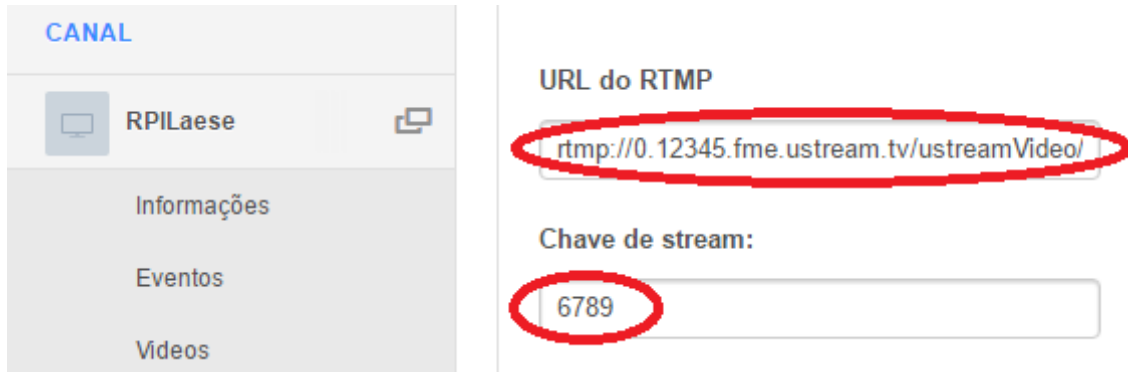 CANAL
RPILaese
Informações
Eventos
Videos
URL do RTMP
rtmp://0.12345.fme.ustream.tv/ustreamVideo/
Chave de stream:
6789